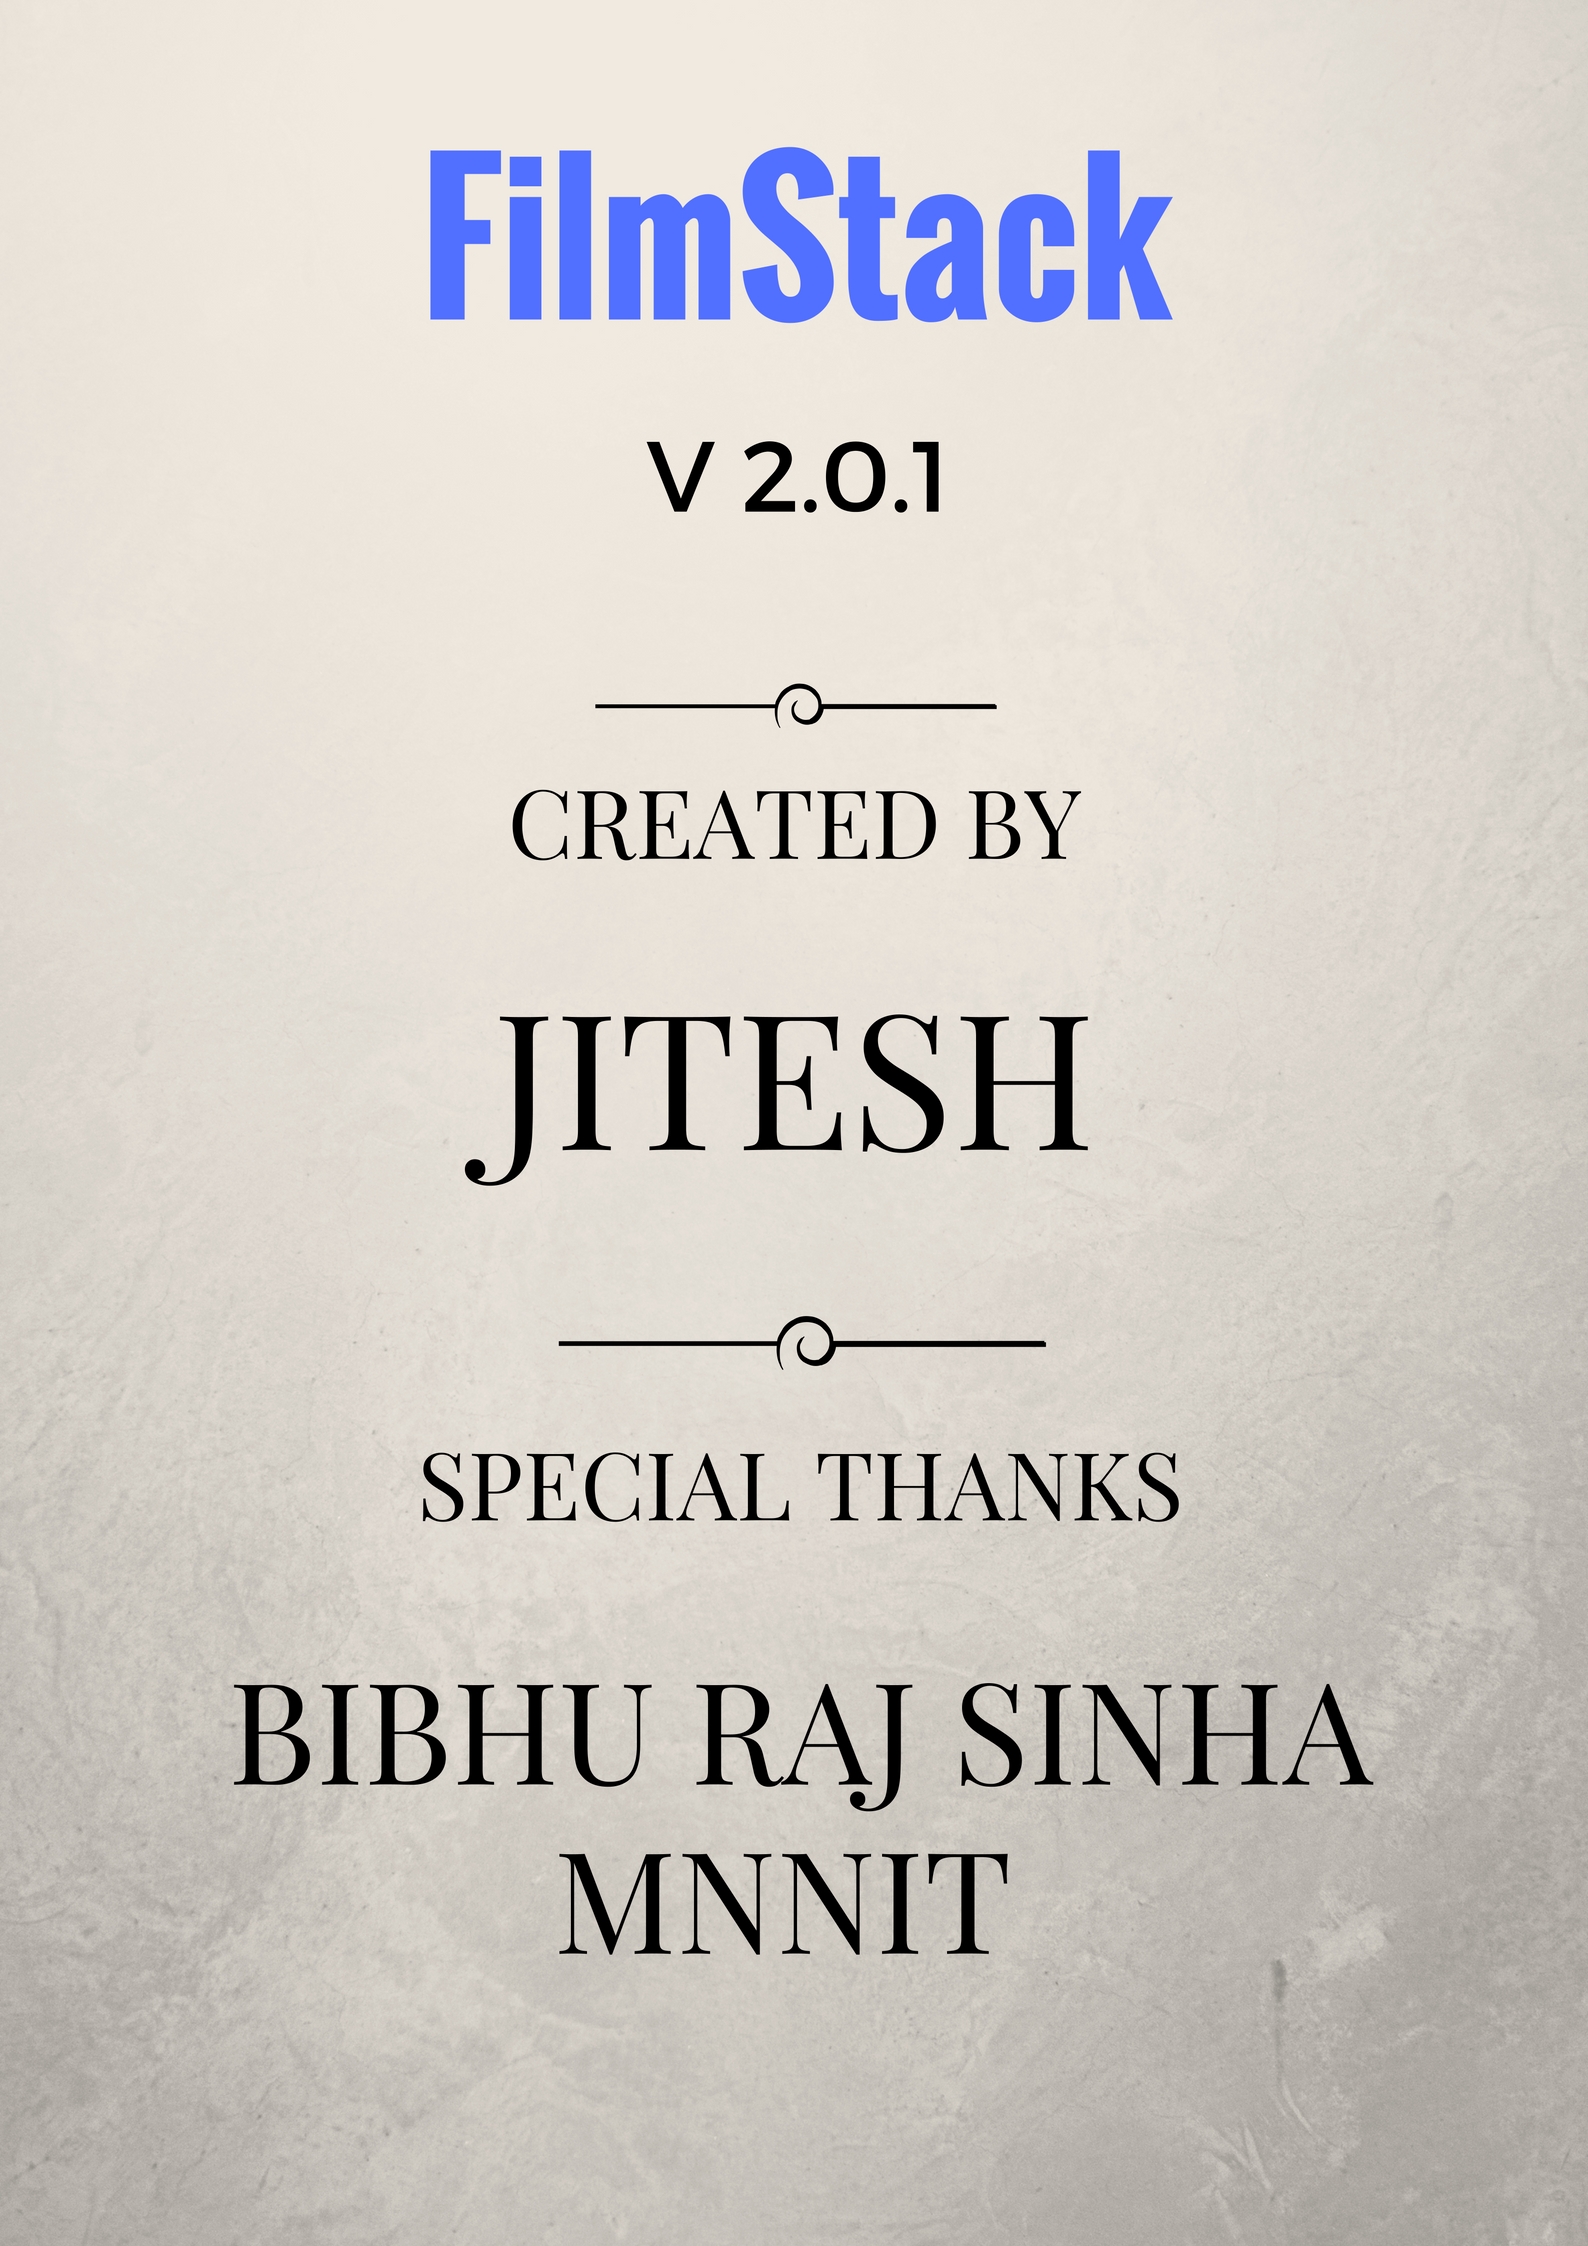 FilmStack
V 2.0.1
CREATED BY
JITESH
SPECIAL THANKS
BIBHU RAJ SINHA
MNNIT